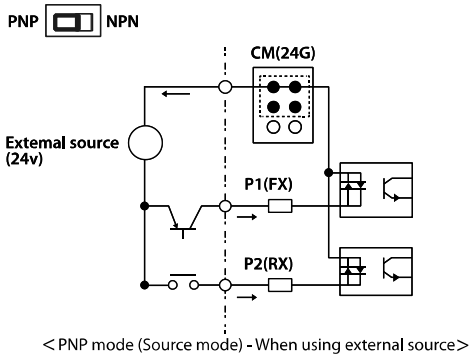 PNP NPN
CM(24G)
External source
(24v)
P1(FX)
P2(RX)
< PNP mode (Source mode) - When using external source>